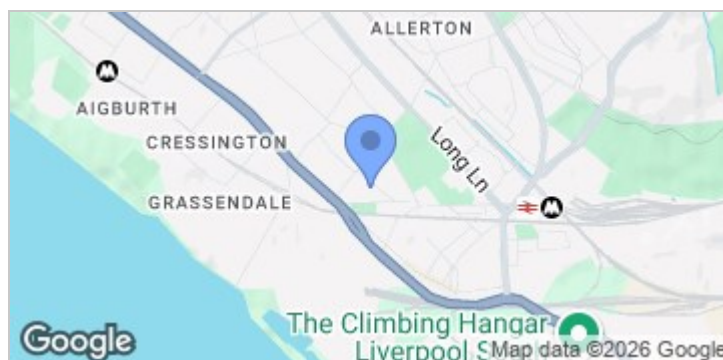 ALLERTON
AIGBURTH
CRESSINGTON
Long Ln
GRASSENDALE
The Climbing Hangar
Liverpool S
Google
Map data ©2026 Google